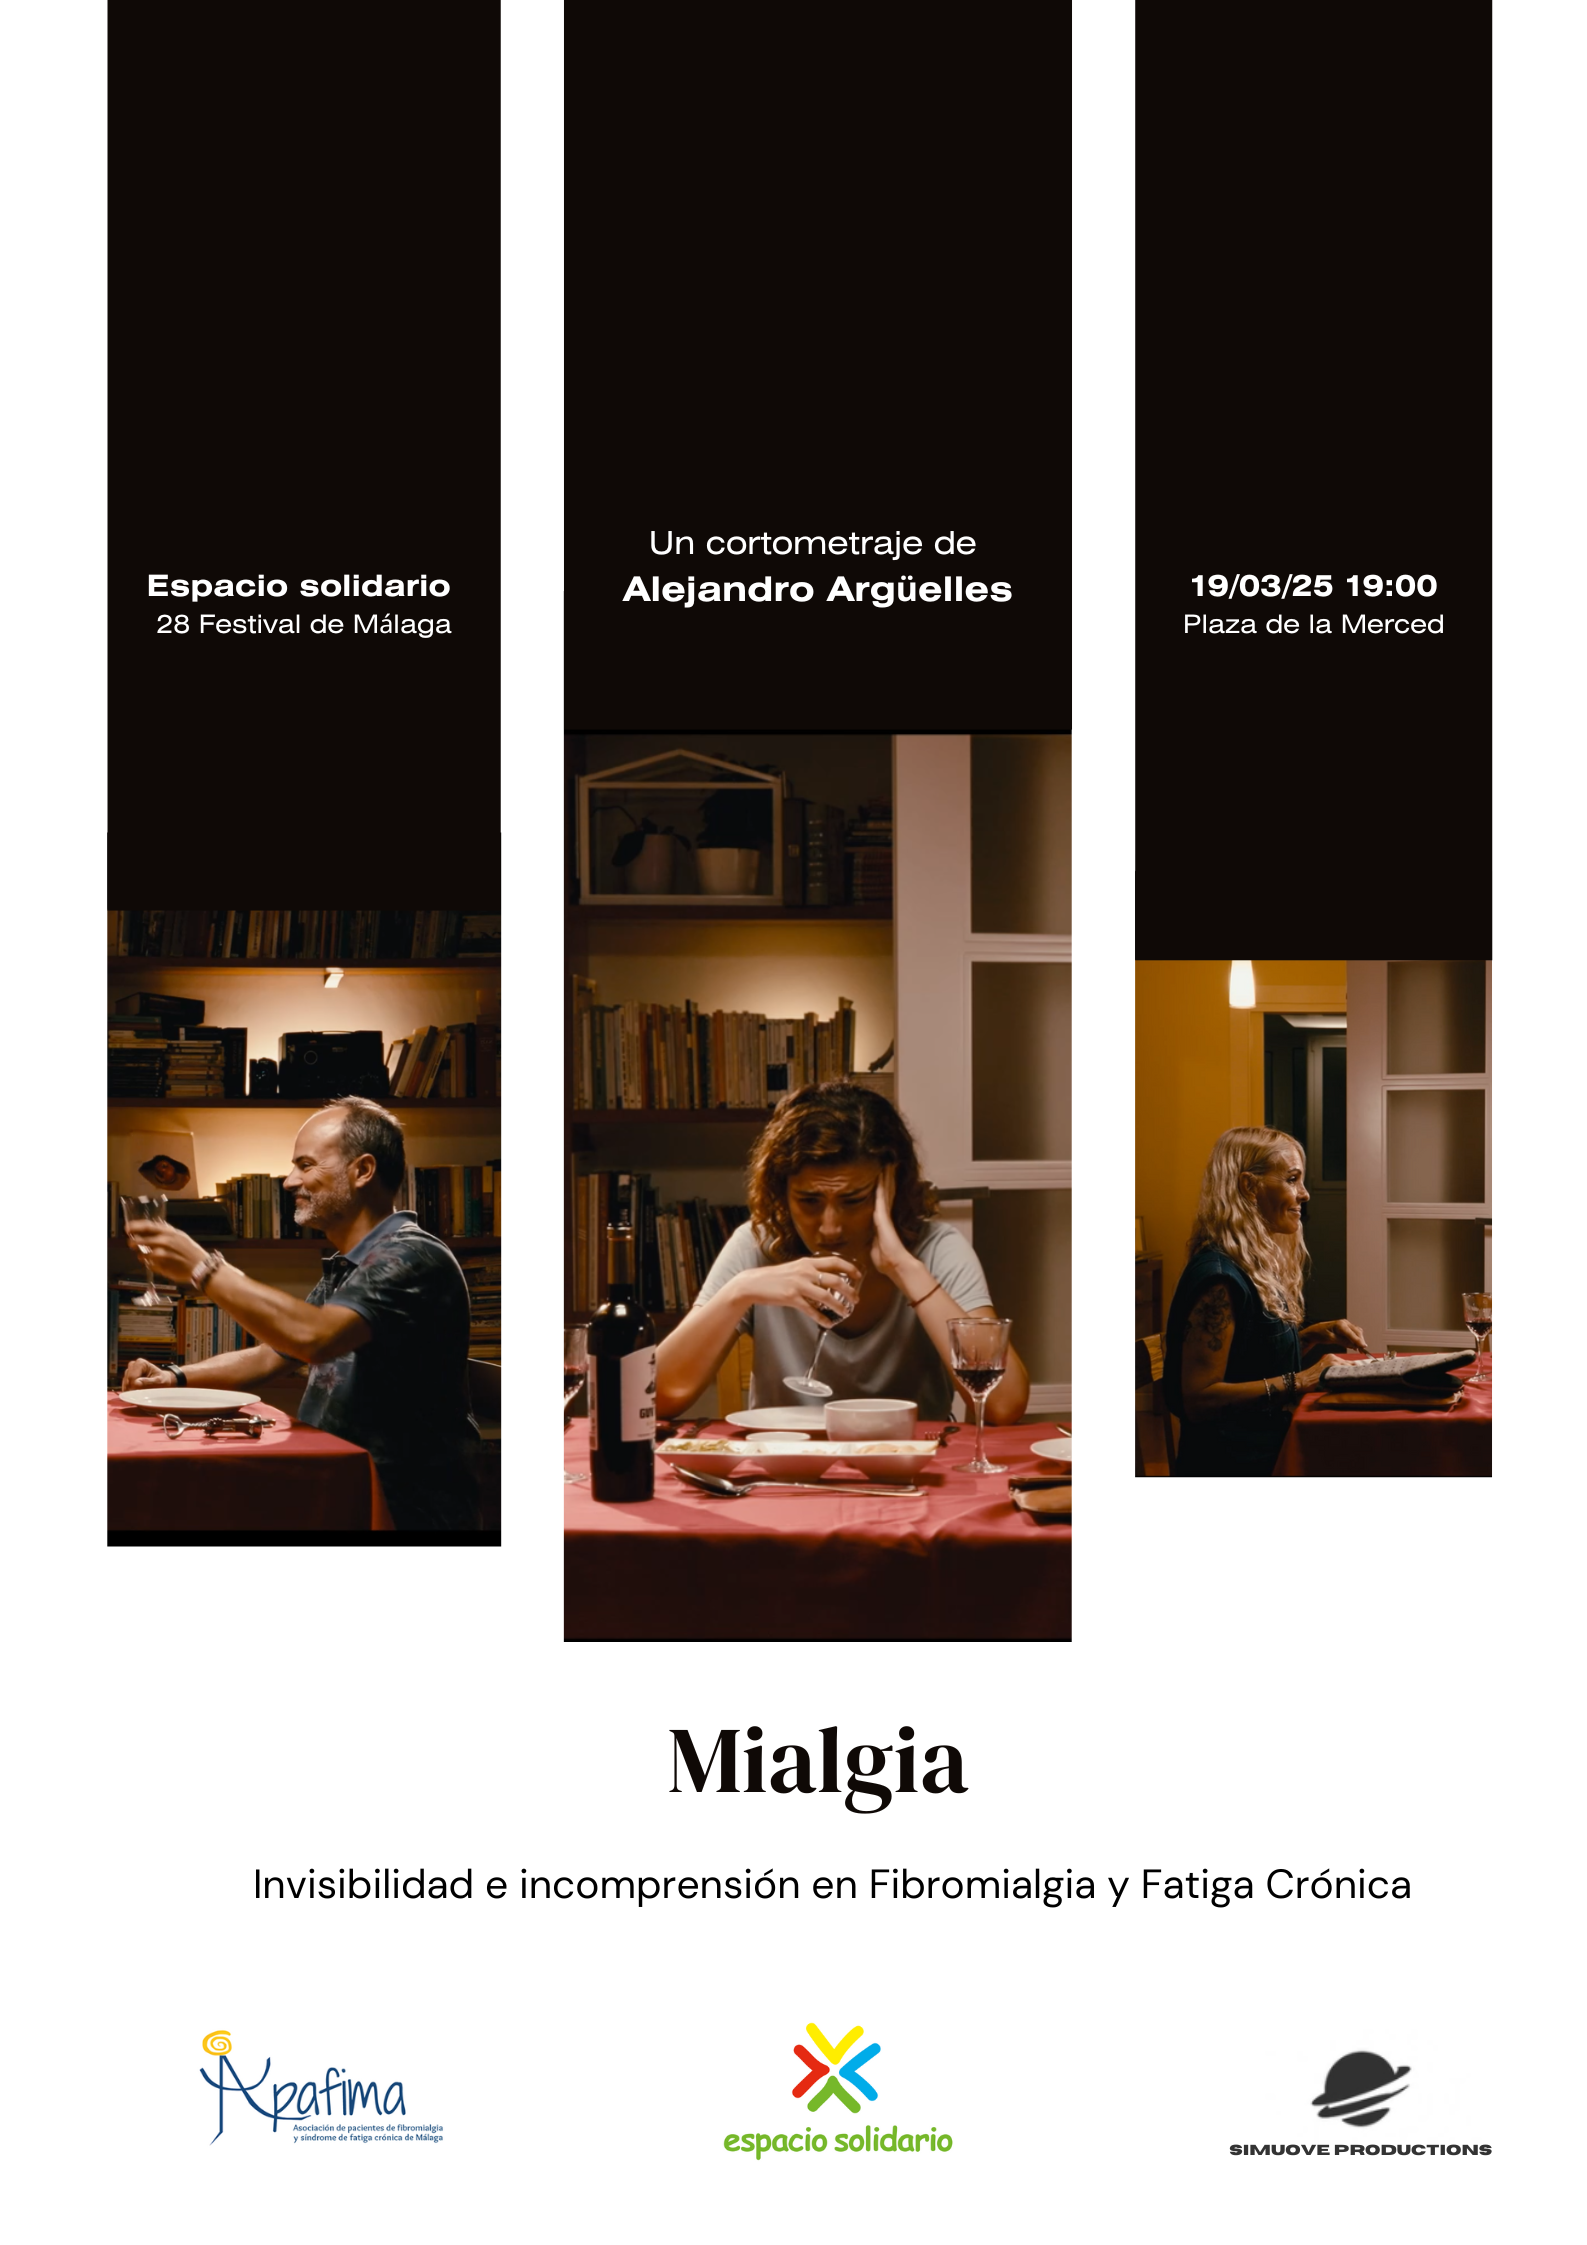 Espacio solidario
28 Festival de Málaga
Un cortometraje de
Alejandro Argüelles
19/03/25 19:00
Plaza de la Merced
Mialgia
Invisibilidad e incomprensión en Fibromialgia y Fatiga Crónica
Apafima
Asociación de pacientes de fibromialgia
y síndrome de fatiga crónica de Málaga
espacio solidario
SIMUOVE PRODUCTIONS